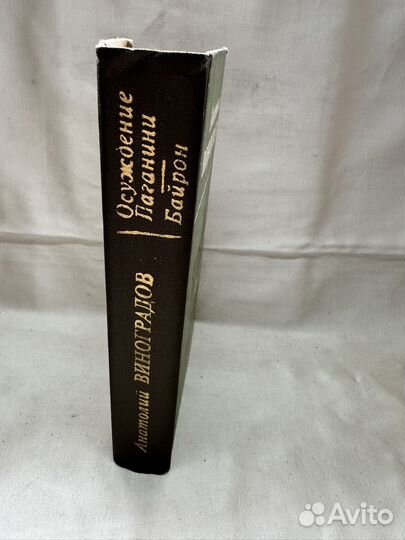 Анатолий ВИНОГРАДОВ
Осуждение
Паганини
Байрон
Avito